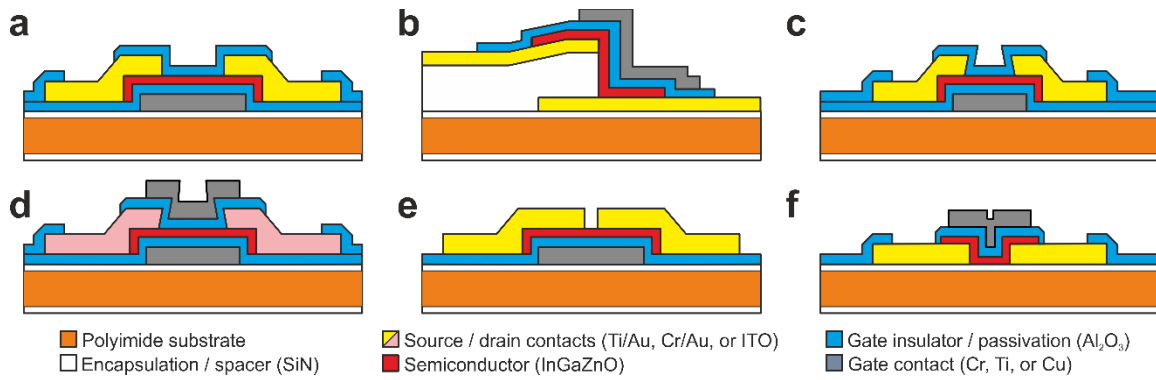 a b c
d e f
Polyimide substrate
Source / drain contacts (Ti/Au, Cr/Au, or ITO)
Gate insulator / passivation (Al₂O₃)
Encapsulation / spacer (SiN)
Semiconductor (InGaZnO)
Gate contact (Cr, Ti, or Cu)